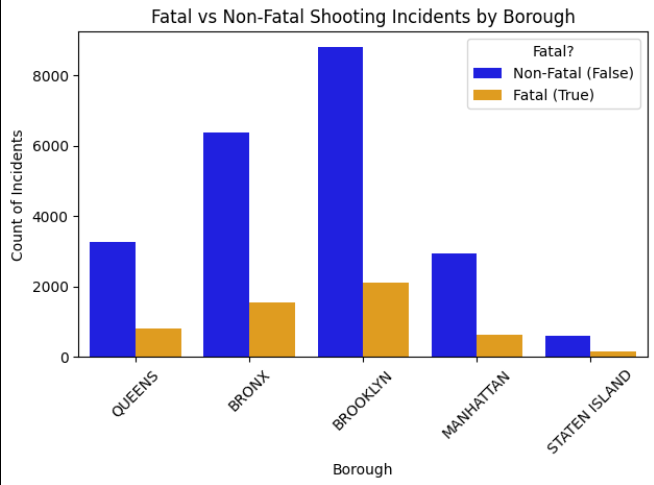 Fatal vs Non-Fatal Shooting Incidents by Borough
Fatal?
Non-Fatal (False)
Fatal (True)
Count of Incidents
8000
6000
4000
2000
0
QUEENS
BRONX
BROOKLYN
MANHATTAN
STATEN ISLAND
Borough